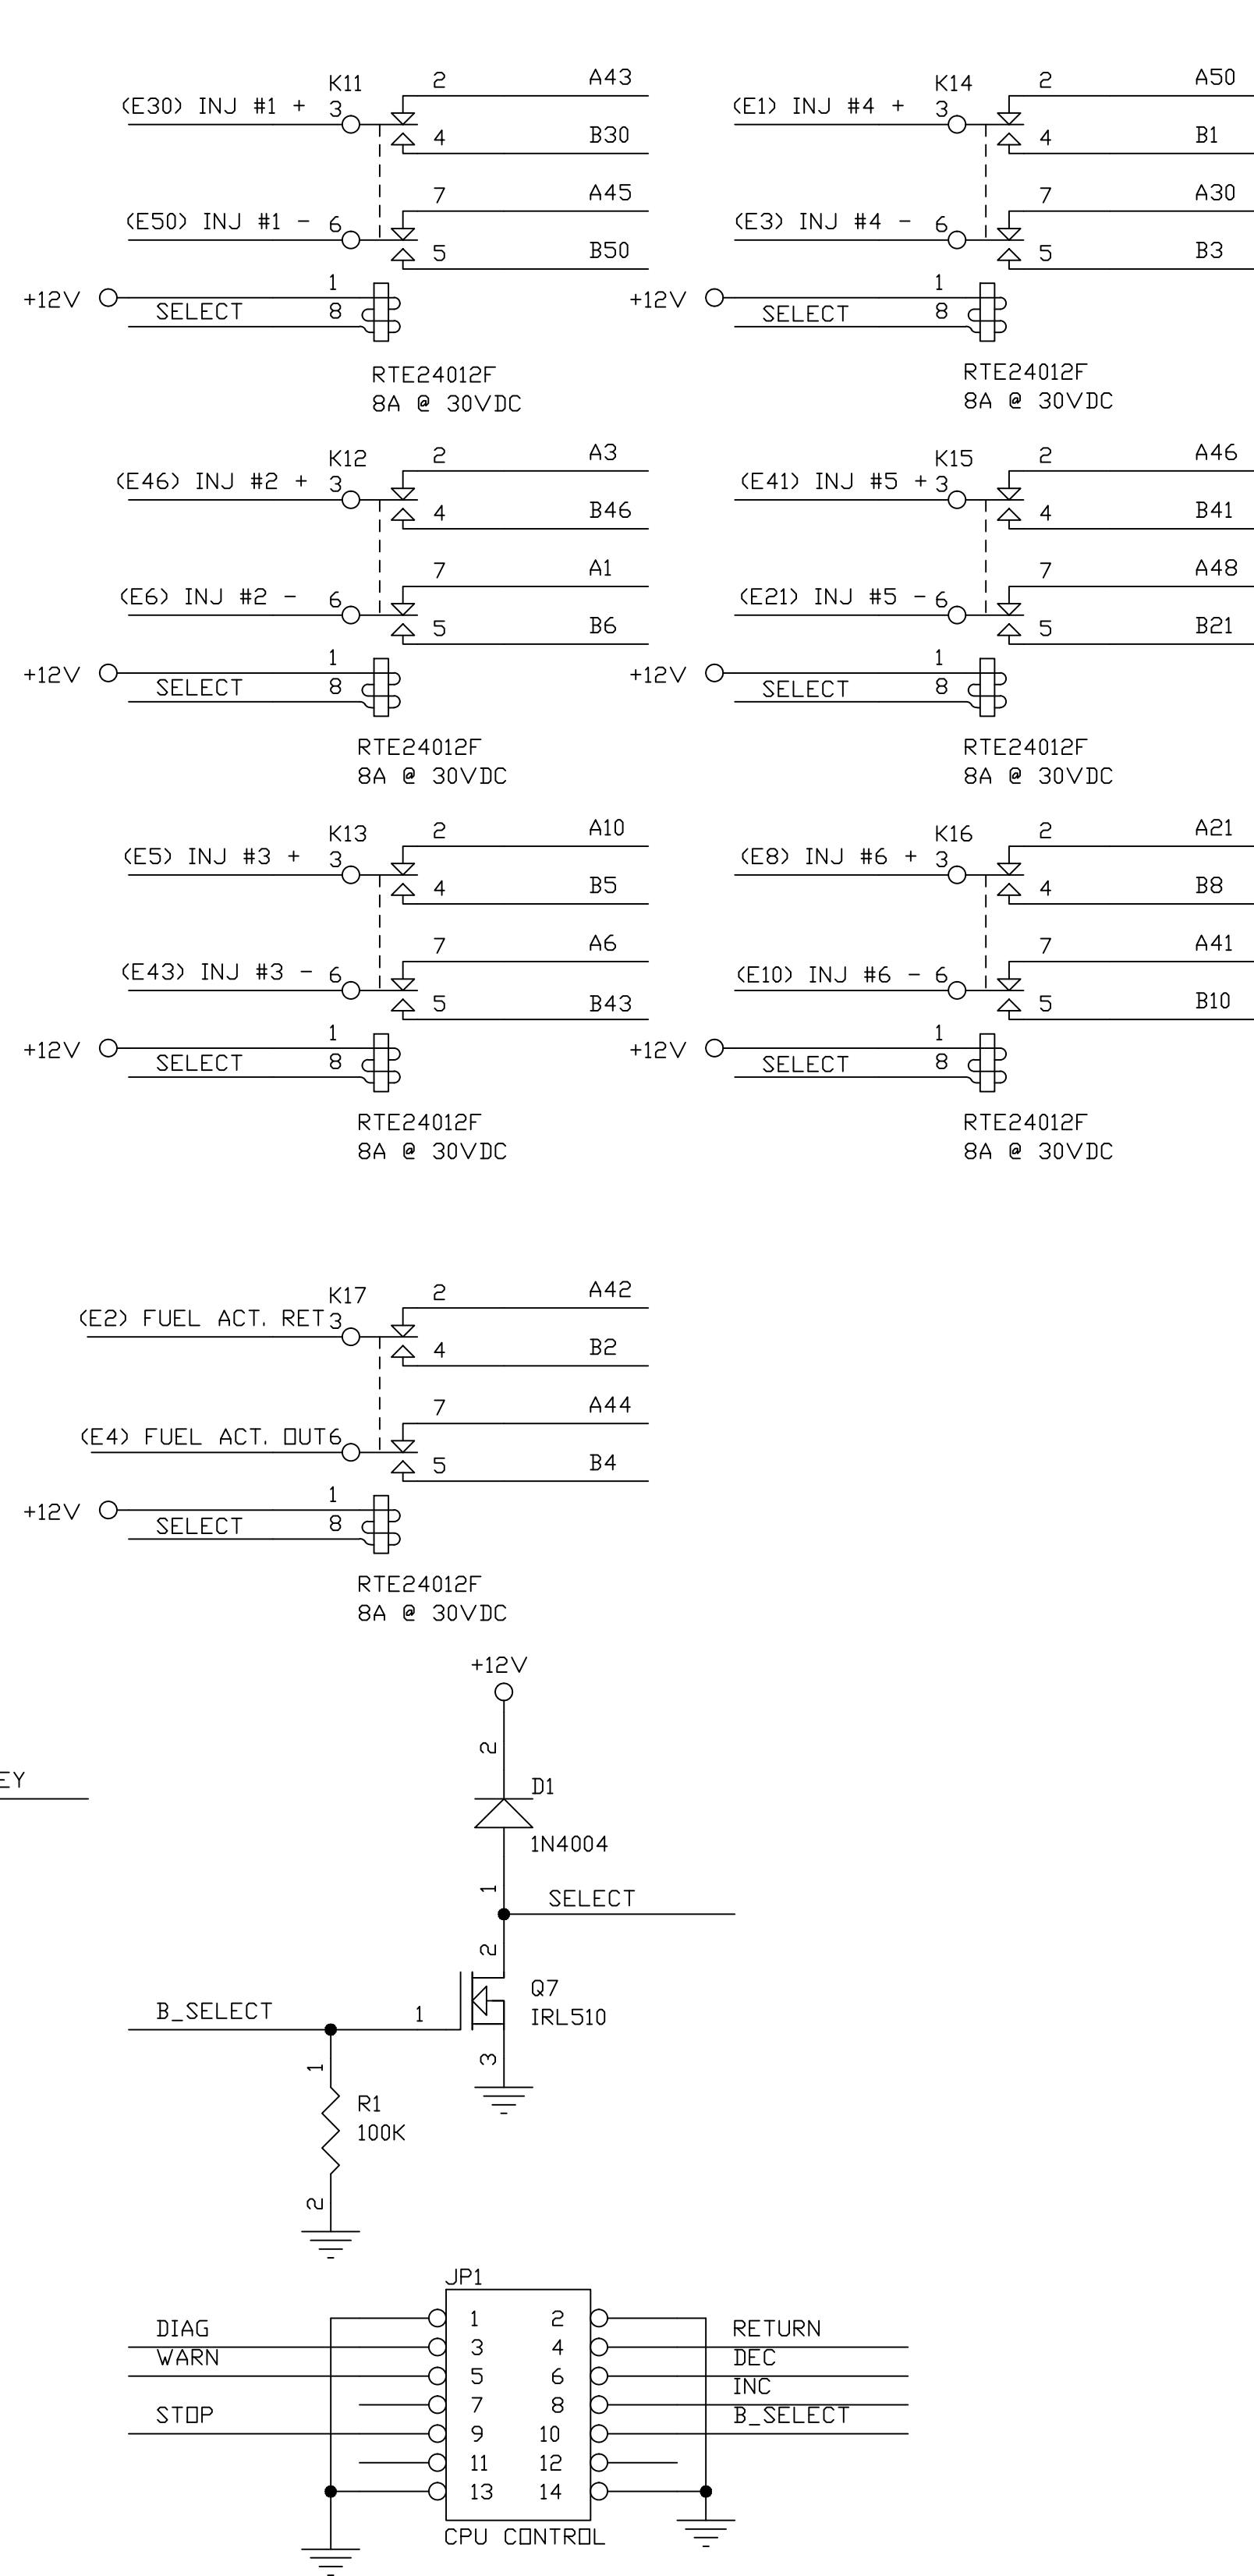 K11
(E30) INJ #1 +
3
2
A43
4
B30
(E50) INJ #1 -
6
7
A45
5
B50
+12V
1
SELECT
8
RTE24012F
8A @ 30VDC
K14
(E1) INJ #4 +
3
2
A50
4
B1
(E3) INJ #4 -
6
7
A30
5
B3
+12V
1
SELECT
8
RTE24012F
8A @ 30VDC
K12
(E46) INJ #2 +
3
2
A3
4
B46
(E6) INJ #2 -
6
7
A1
5
B6
+12V
1
SELECT
8
RTE24012F
8A @ 30VDC
K15
(E41) INJ #5 +
3
2
A46
4
B41
(E21) INJ #5 -
6
7
A48
5
B21
+12V
1
SELECT
8
RTE24012F
8A @ 30VDC
K13
(E5) INJ #3 +
3
2
A10
4
B5
(E43) INJ #3 -
6
7
A6
5
B43
+12V
1
SELECT
8
RTE24012F
8A @ 30VDC
K16
(E8) INJ #6 +
3
2
A21
4
B8
(E10) INJ #6 -
6
7
A41
5
B10
+12V
1
SELECT
8
RTE24012F
8A @ 30VDC
K17
(E2) FUEL ACT. RET
3
2
A42
4
B2
(E4) FUEL ACT. OUT
6
7
A44
5
B4
+12V
1
SELECT
8
RTE24012F
8A @ 30VDC
+12V
2
EY
D1
1N4004
1
SELECT
2
Q7
IRL510
B_SELECT
1
3
1
R1
100K
2
JP1
1 2
DIAG 3 4 RETURN
WARN 5 6 DEC
7 8 INC
STOP 9 10 B_SELECT
11 12
13 14
CPU CONTROL